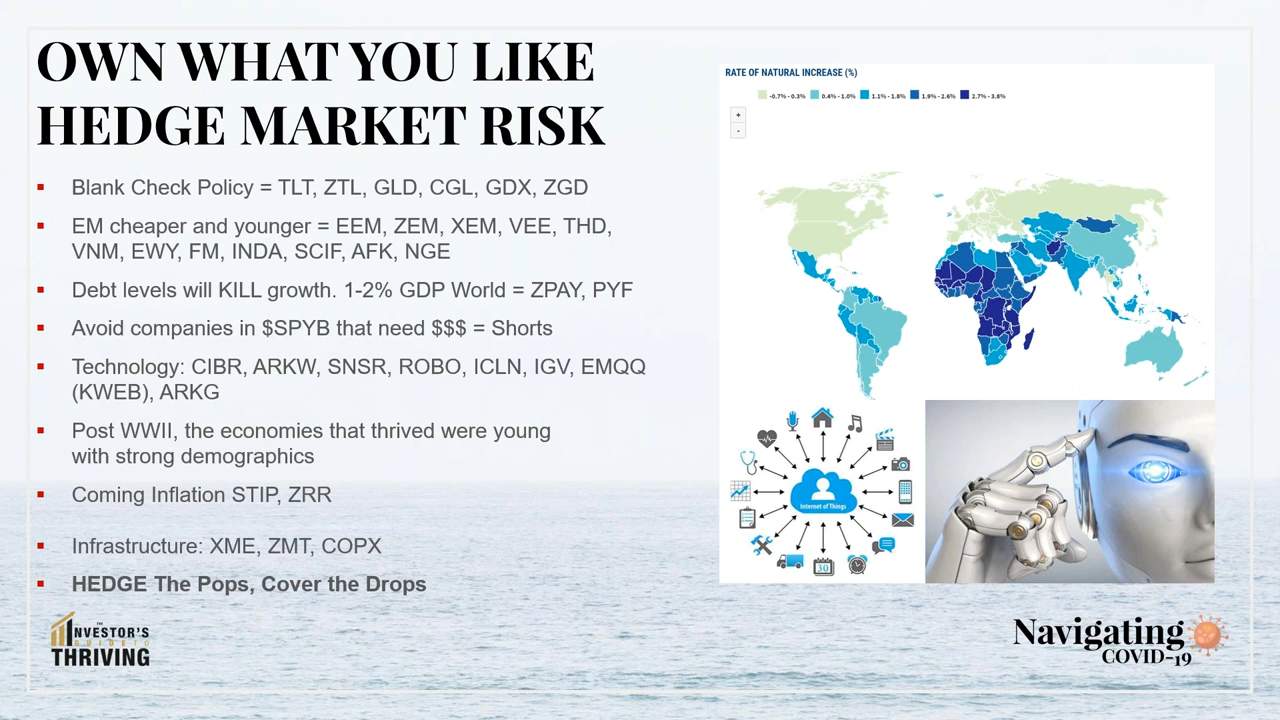 OWN WHAT YOU LIKE
HEDGE MARKET RISK
Blank Check Policy = TLT, ZTL, GLD, CGL, GDX, ZGD
EM cheaper and younger = EEM, ZEM, XEM, VEE, THD,
VNM, EWY, FM, INDA, SCIF, AFK, NGE
Debt levels will KILL growth. 1-2% GDP World = ZPAY, PYF
Avoid companies in $SPYB that need $$$ = Shorts
Technology: CIBR, ARKW, SNSR, ROBO, ICLN, IGV, EMQQ
(KWEB), ARKG
Post WWII, the economies that thrived were young
with strong demographics
Coming Inflation STIP, ZRR
Infrastructure: XME, ZMT, COPX
HEDGE The Pops, Cover the Drops
RATE OF NATURAL INCREASE (%)
-0.7% - 0.3% 0.4% - 1.0% 1.1% - 1.8% 1.9% - 2.6% 2.7% - 3.8%
+
-
Internet of Things
30
THE
INVESTOR'S
GUIDE TO
THRIVING
Navigating
COVID-19